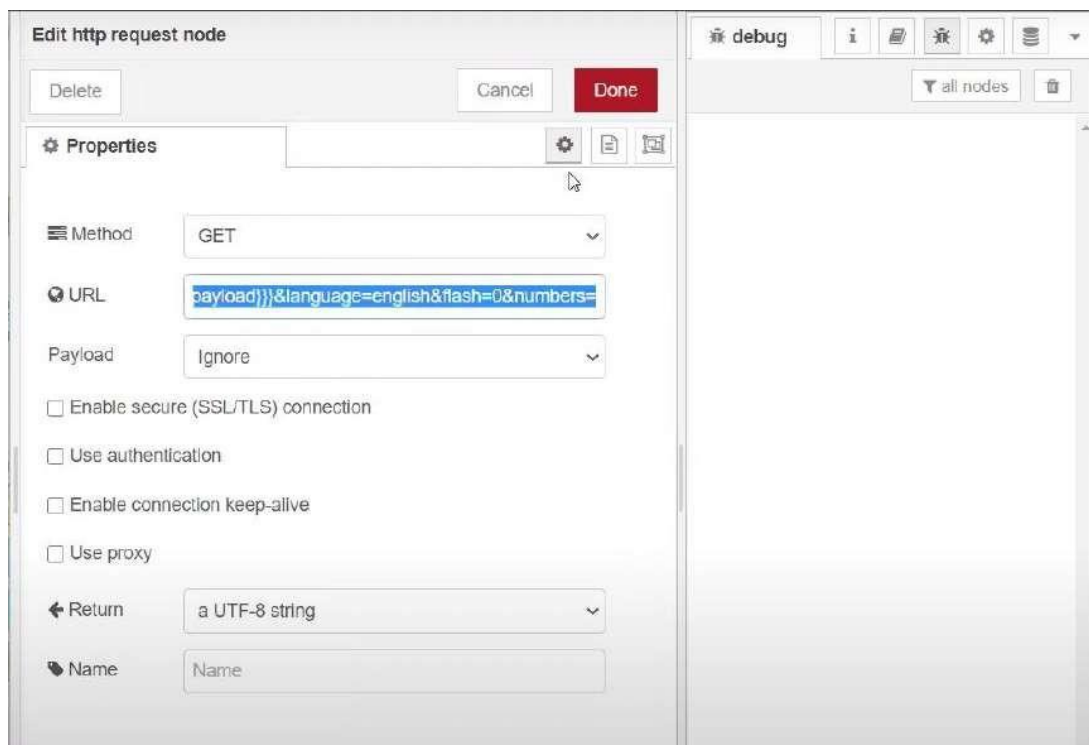 Edit http request node
debug
Delete
Cancel
Done
all nodes
Properties
Method
GET
URL
payload}}}&language=english&flash=0&numbers=
Payload
Ignore
Enable secure (SSL/TLS) connection
Use authentication
Enable connection keep-alive
Use proxy
Return
a UTF-8 string
Name
Name